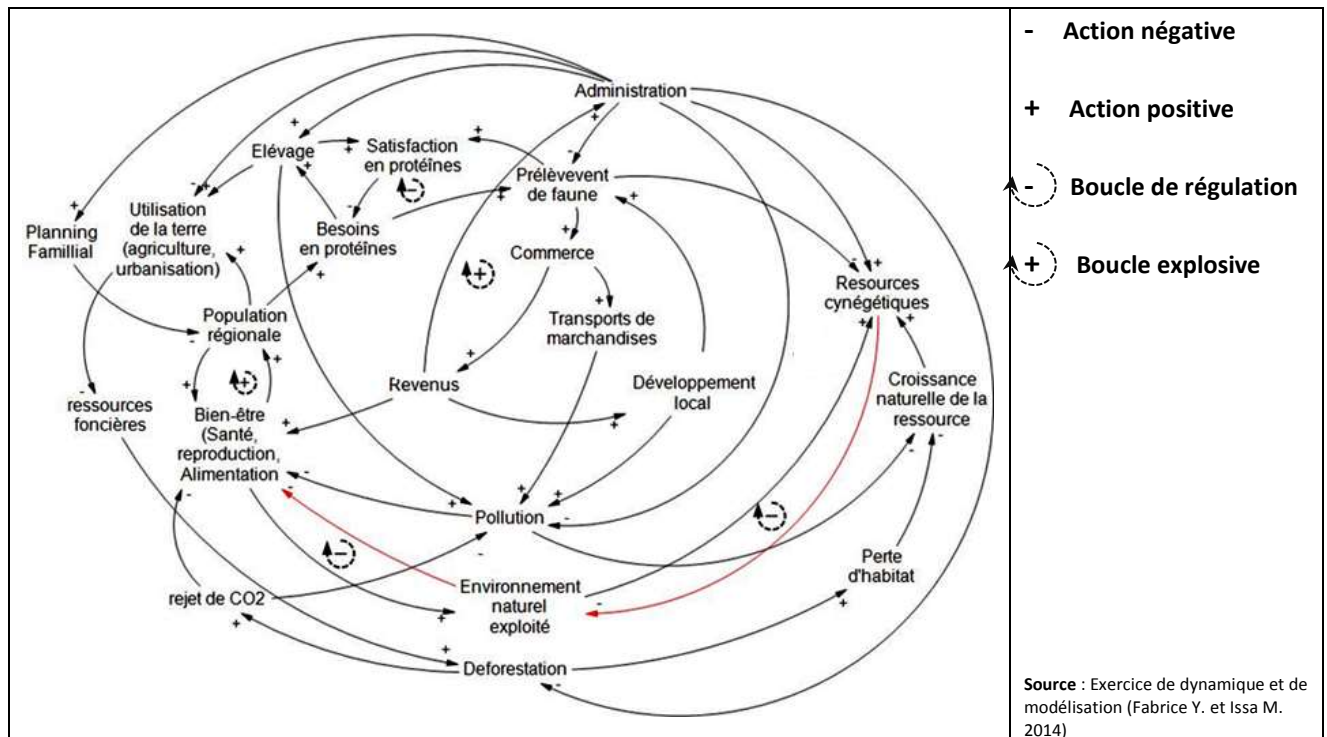 Administration
Elévage
Satisfaction
en protéînes
Prélèvevent
de faune
Utilisation
de la terre
(agriculture,
urbanisation)
Planning
Famillial
Besoins
en protéînes
Commerce
Resources
cynégétiques
Population
régionale
Transports de
marchandises
Revenus
Développement
local
Croissance
naturelle de la
ressource
ressources
foncières
Bien-être
(Santé,
reproduction,
Alimentation
Pollution
Perte
d'habitat
Environnement
naturel
exploité
rejet de CO2
Deforestation
- Action négative
+ Action positive
- Boucle de régulation
+ Boucle explosive
Source : Exercice de dynamique et de
modélisation (Fabrice Y. et Issa M.
2014)